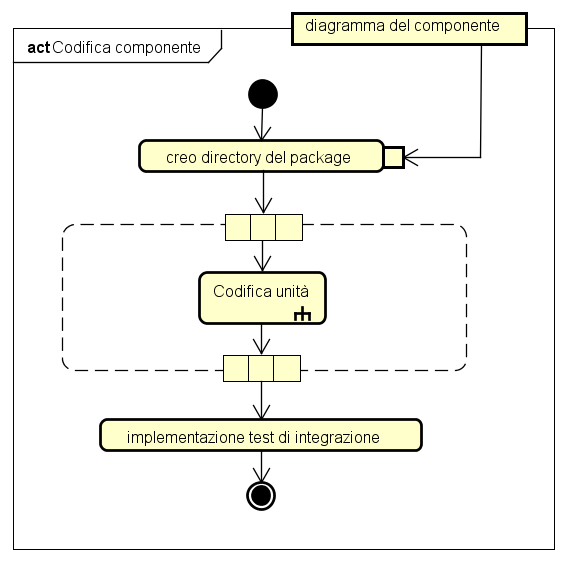 diagramma del componente
act Codifica componente
creo directory del package
Codifica unità
implementazione test di integrazione